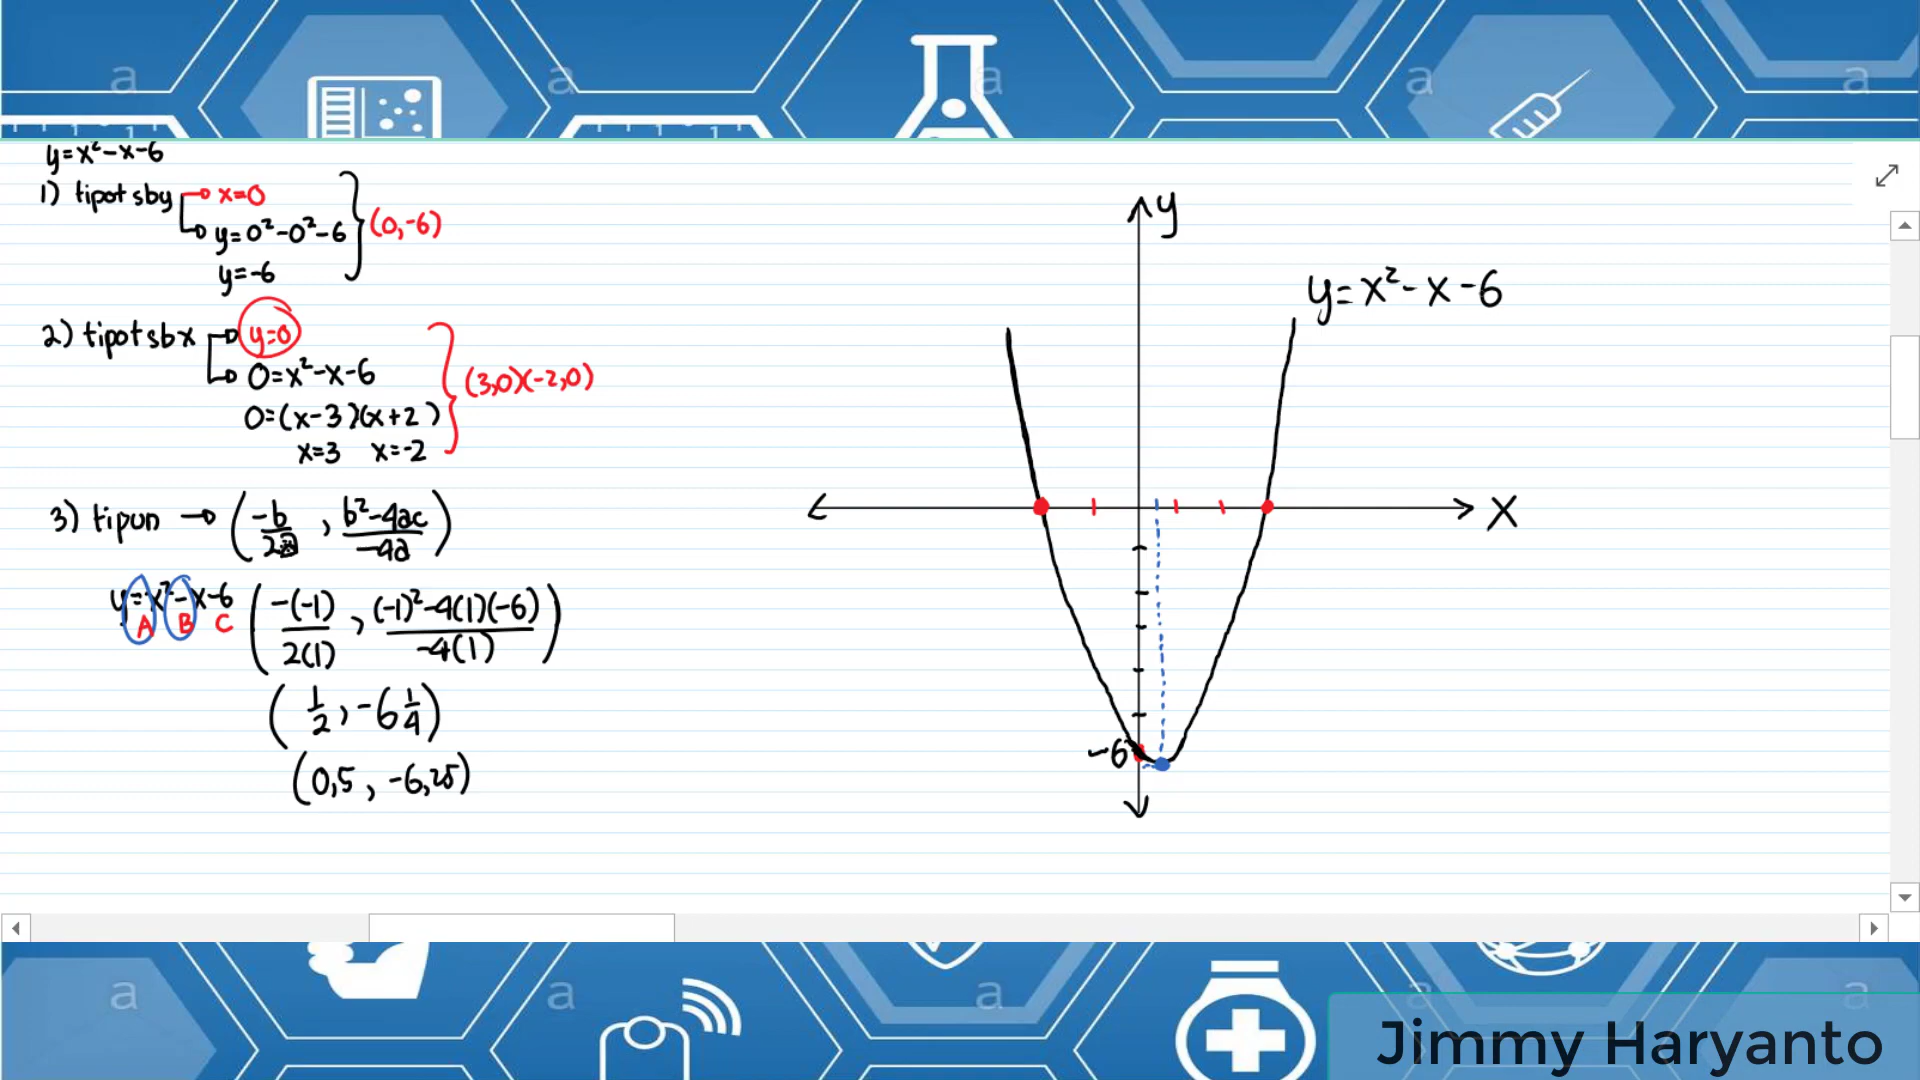 y=x²-x-6
1) tipot sby → x=0
→ y=0²-0²-6
y=-6
(0,-6)
2) tipot sbx → y=0
→ 0=x²-x-6
0=(x-3)(x+2)
x=3 x=-2
(3,0)(-2,0)
3) tipun → (-b/2a , b²-4ac/-4a)
y=x²-x-6
A B C
(-(-1)/2(1) , (-1)²-4(1)(-6)/-4(1))
(1/2, -6 1/4)
(0,5 , -6,25)
y
y=x²-x-6
X
-6
Jimmy Haryanto